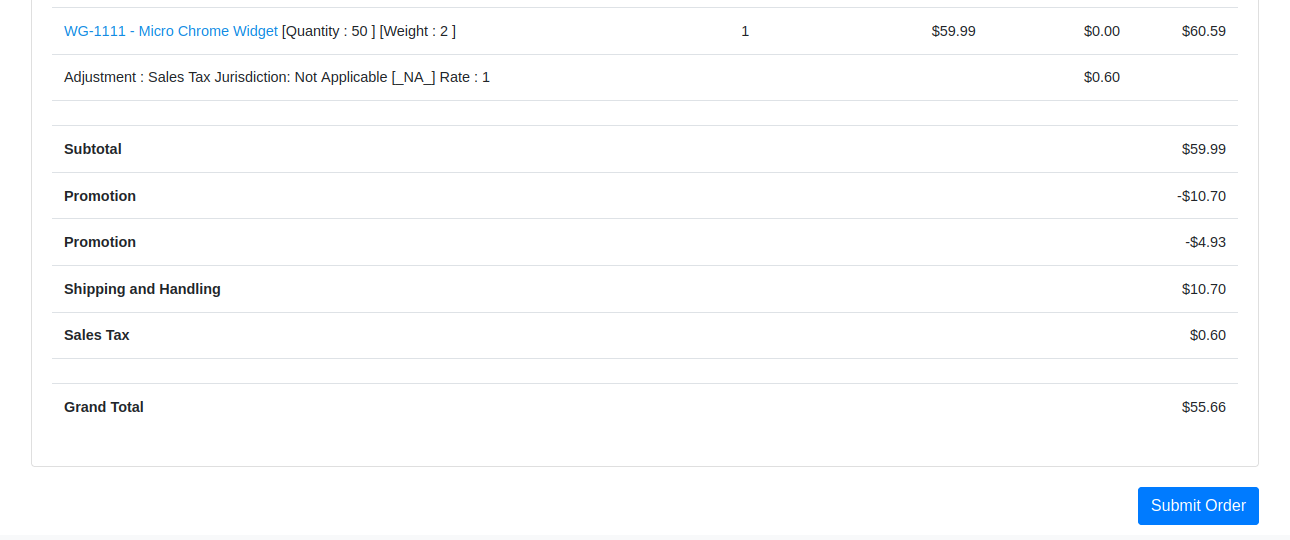 WG-1111 - Micro Chrome Widget [Quantity : 50 ] [Weight : 2 ] 1 $59.99 $0.00 $60.59
Adjustment : Sales Tax Jurisdiction: Not Applicable [_NA_] Rate : 1 $0.60
Subtotal $59.99
Promotion -$10.70
Promotion -$4.93
Shipping and Handling $10.70
Sales Tax $0.60
Grand Total $55.66
Submit Order